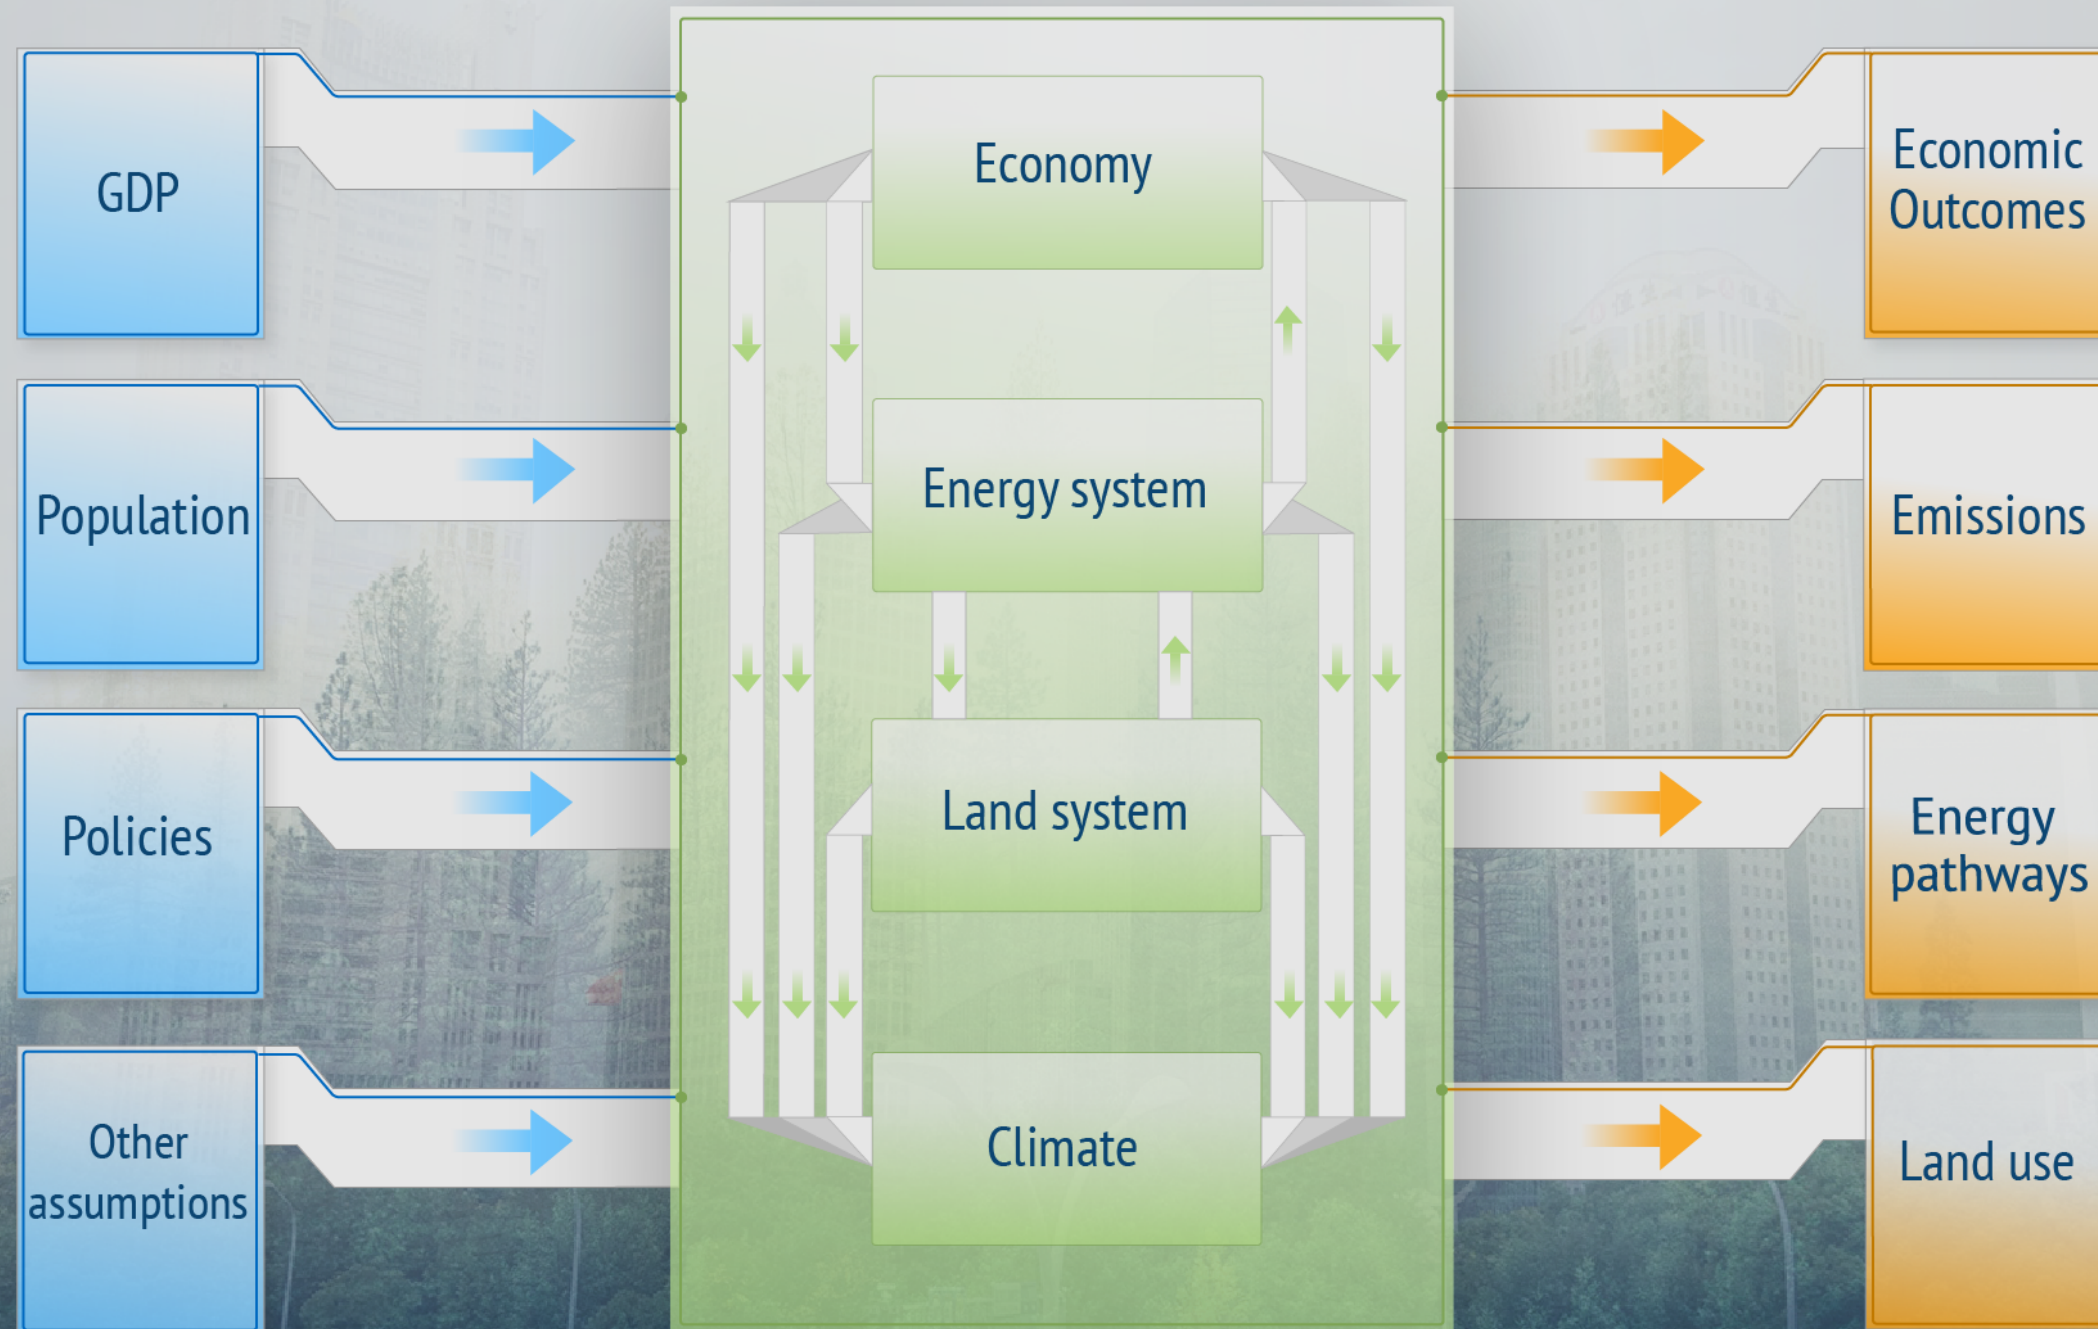 GDP
Population
Policies
Other
assumptions
Economy
Energy system
Land system
Climate
Economic
Outcomes
Emissions
Energy
pathways
Land use